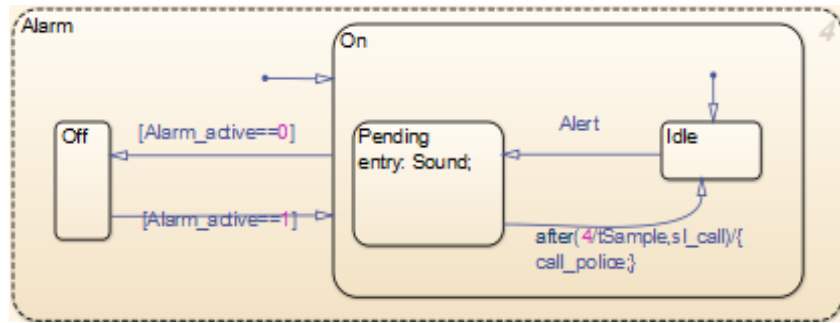 Alarm
4
On
[Alarm_active==0]
Alert
Off
Pending
entry: Sound;
Idle
[Alarm_active==1]
after(4/tSample,sl_call)/{
call_police;}